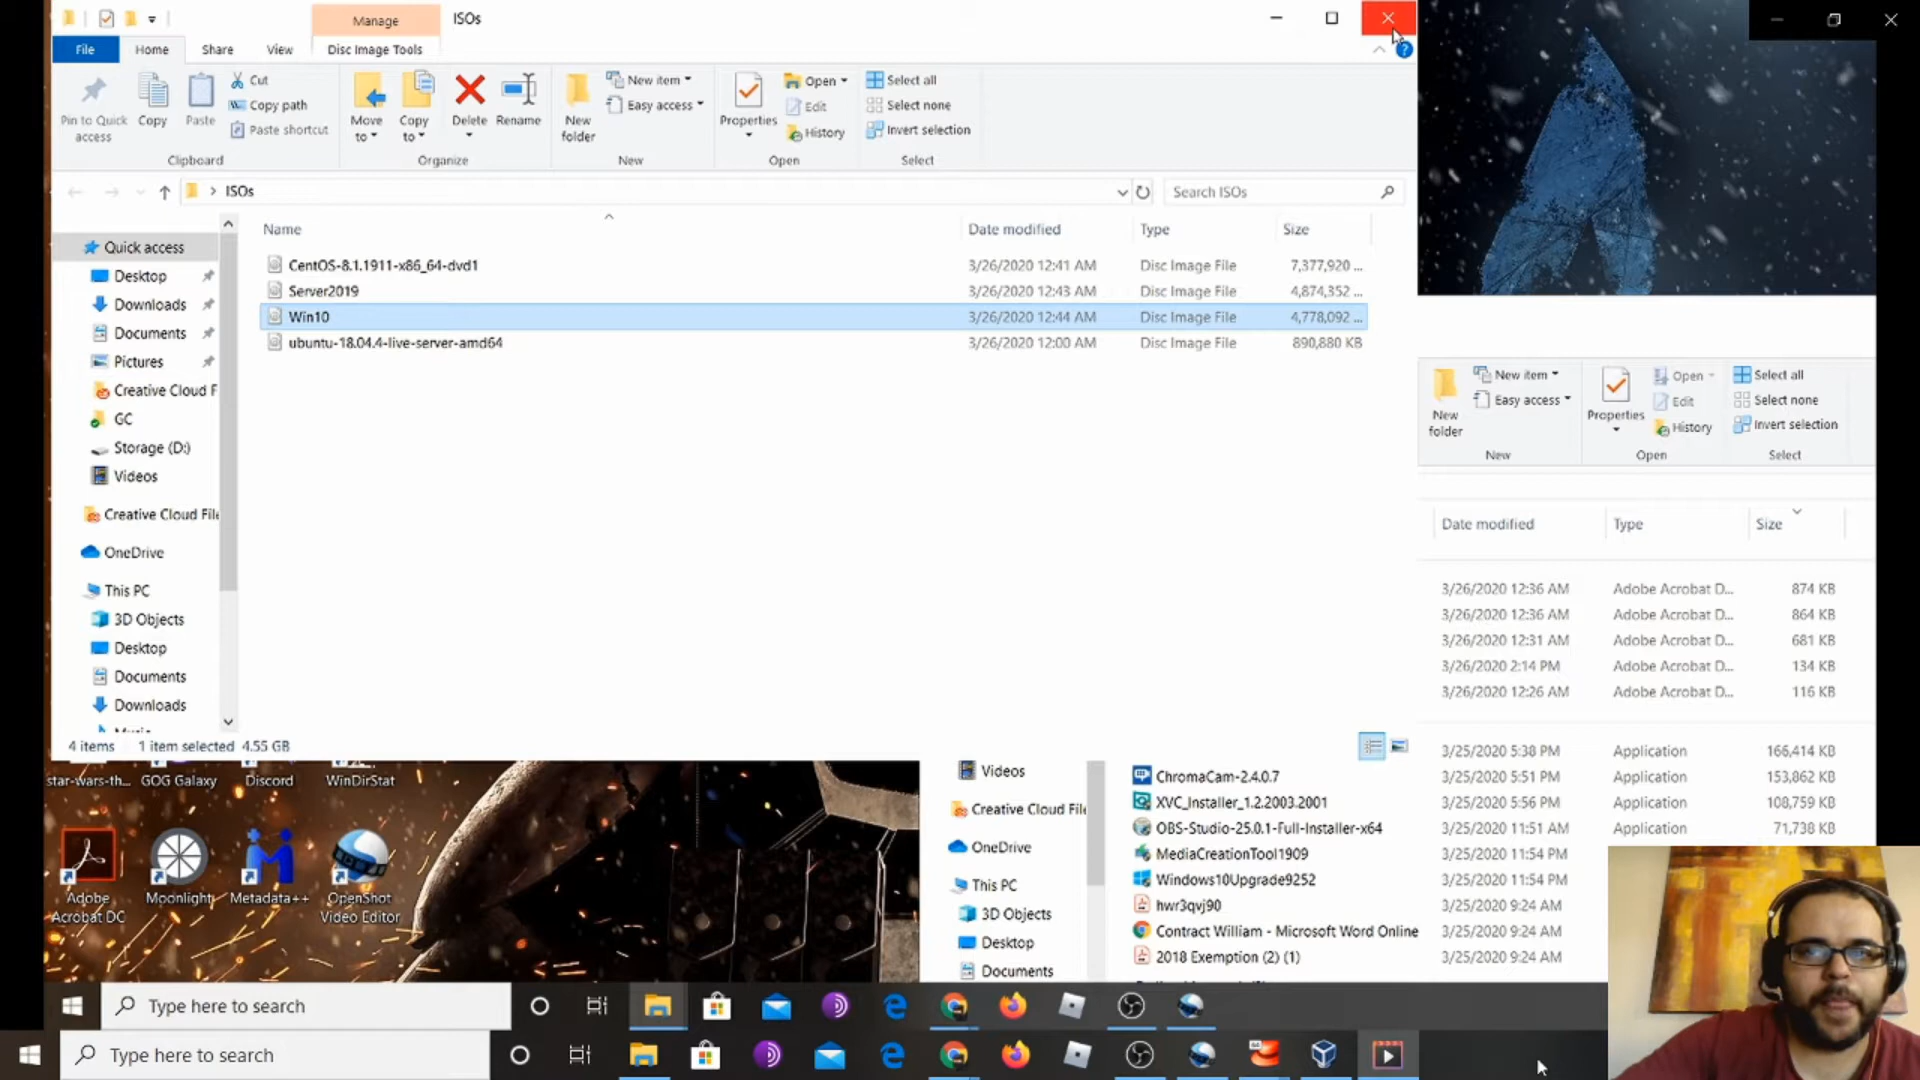 Manage
ISOs
File
Home
Share
View
Disc Image Tools
Pin to Quick access
Copy
Paste
Cut
Copy path
Paste shortcut
Move to
Copy to
Delete
Rename
New folder
New item
Easy access
Properties
Open
Edit
History
Select all
Select none
Invert selection
Clipboard
Organize
New
Open
Select
ISOs
Search ISOs
Name
Date modified
Type
Size
CentOS-8.1.1911-x86_64-dvd1 3/26/2020 12:41 AM Disc Image File 7,377,920 ...
Server2019 3/26/2020 12:43 AM Disc Image File 4,874,352 ...
Win10 3/26/2020 12:44 AM Disc Image File 4,778,092 ...
ubuntu-18.04.4-live-server-amd64 3/26/2020 12:00 AM Disc Image File 890,880 KB
Quick access
Desktop
Downloads
Documents
Pictures
Creative Cloud F
GC
Storage (D:)
Videos
Creative Cloud File
OneDrive
This PC
3D Objects
Desktop
Documents
Downloads
4 items 1 item selected 4.55 GB
New folder
New item
Easy access
Properties
Open
Edit
History
Select all
Select none
Invert selection
New
Open
Select
Date modified
Type
Size
3/26/2020 12:36 AM Adobe Acrobat D... 874 KB
3/26/2020 12:36 AM Adobe Acrobat D... 864 KB
3/26/2020 12:31 AM Adobe Acrobat D... 681 KB
3/26/2020 2:14 PM Adobe Acrobat D... 134 KB
3/26/2020 12:26 AM Adobe Acrobat D... 116 KB
3/25/2020 5:38 PM Application 166,414 KB
ChromaCam-2.4.0.7 3/25/2020 5:51 PM Application 153,862 KB
XVC_Installer_1.2.2003.2001 3/25/2020 5:56 PM Application 108,759 KB
OBS-Studio-25.0.1-Full-Installer-x64 3/25/2020 11:51 AM Application 71,738 KB
MediaCreationTool1909 3/25/2020 11:54 PM
Windows10Upgrade9252 3/25/2020 11:54 PM
hwr3qvj90 3/25/2020 9:24 AM
Contract William - Microsoft Word Online 3/25/2020 9:24 AM
2018 Exemption (2) (1) 3/25/2020 9:24 AM
Videos
Creative Cloud File
OneDrive
This PC
3D Objects
Desktop
Documents
star-wars-th...
GOG Galaxy
Discord
WinDirStat
Adobe Acrobat DC
Moonlight
Metadata++
OpenShot Video Editor
Type here to search
Type here to search